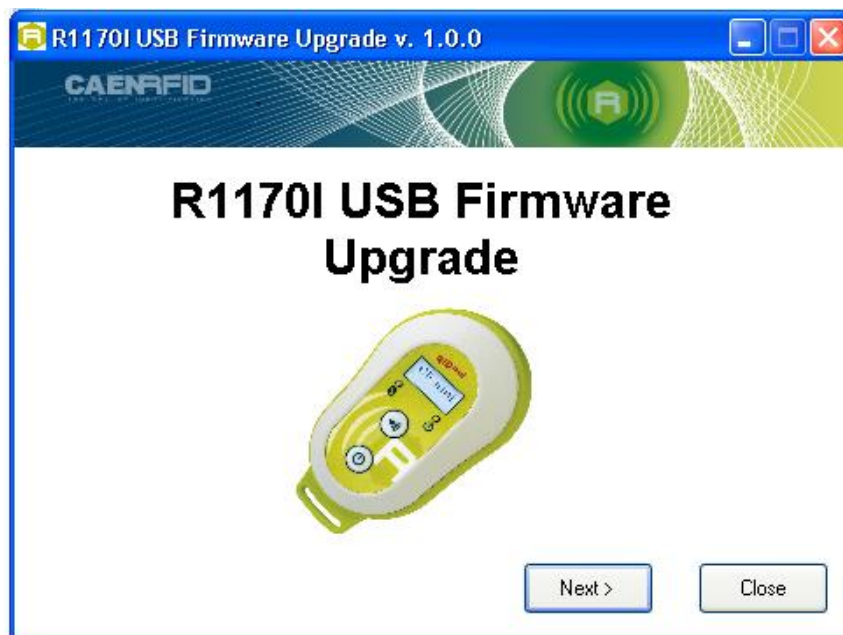 R1170I USB Firmware Upgrade v. 1.0.0
CAENRFID
R1170I USB Firmware
Upgrade
Next >
Close